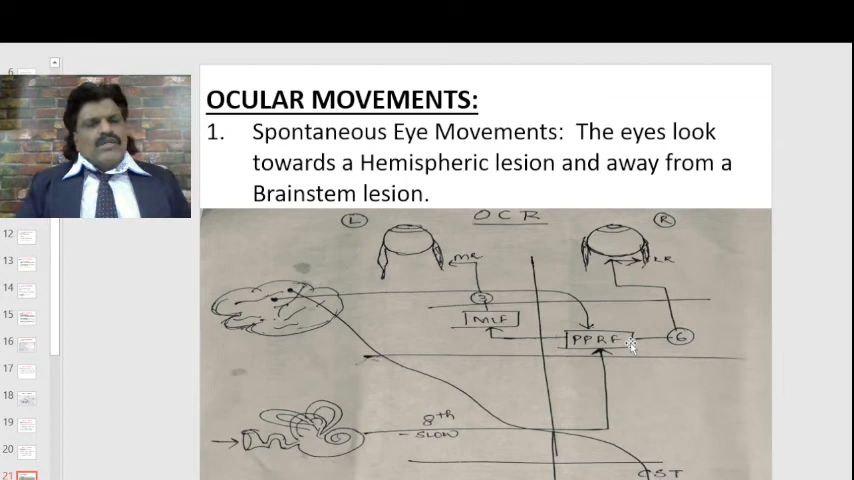 6
OCULAR MOVEMENTS:
1. Spontaneous Eye Movements: The eyes look
towards a Hemispheric lesion and away from a
Brainstem lesion.
L OCR R
MR LR
3
MLF
PPRF 6
8th
- SLOW
CST
12
13
14
15
16
17
18
19
20
21